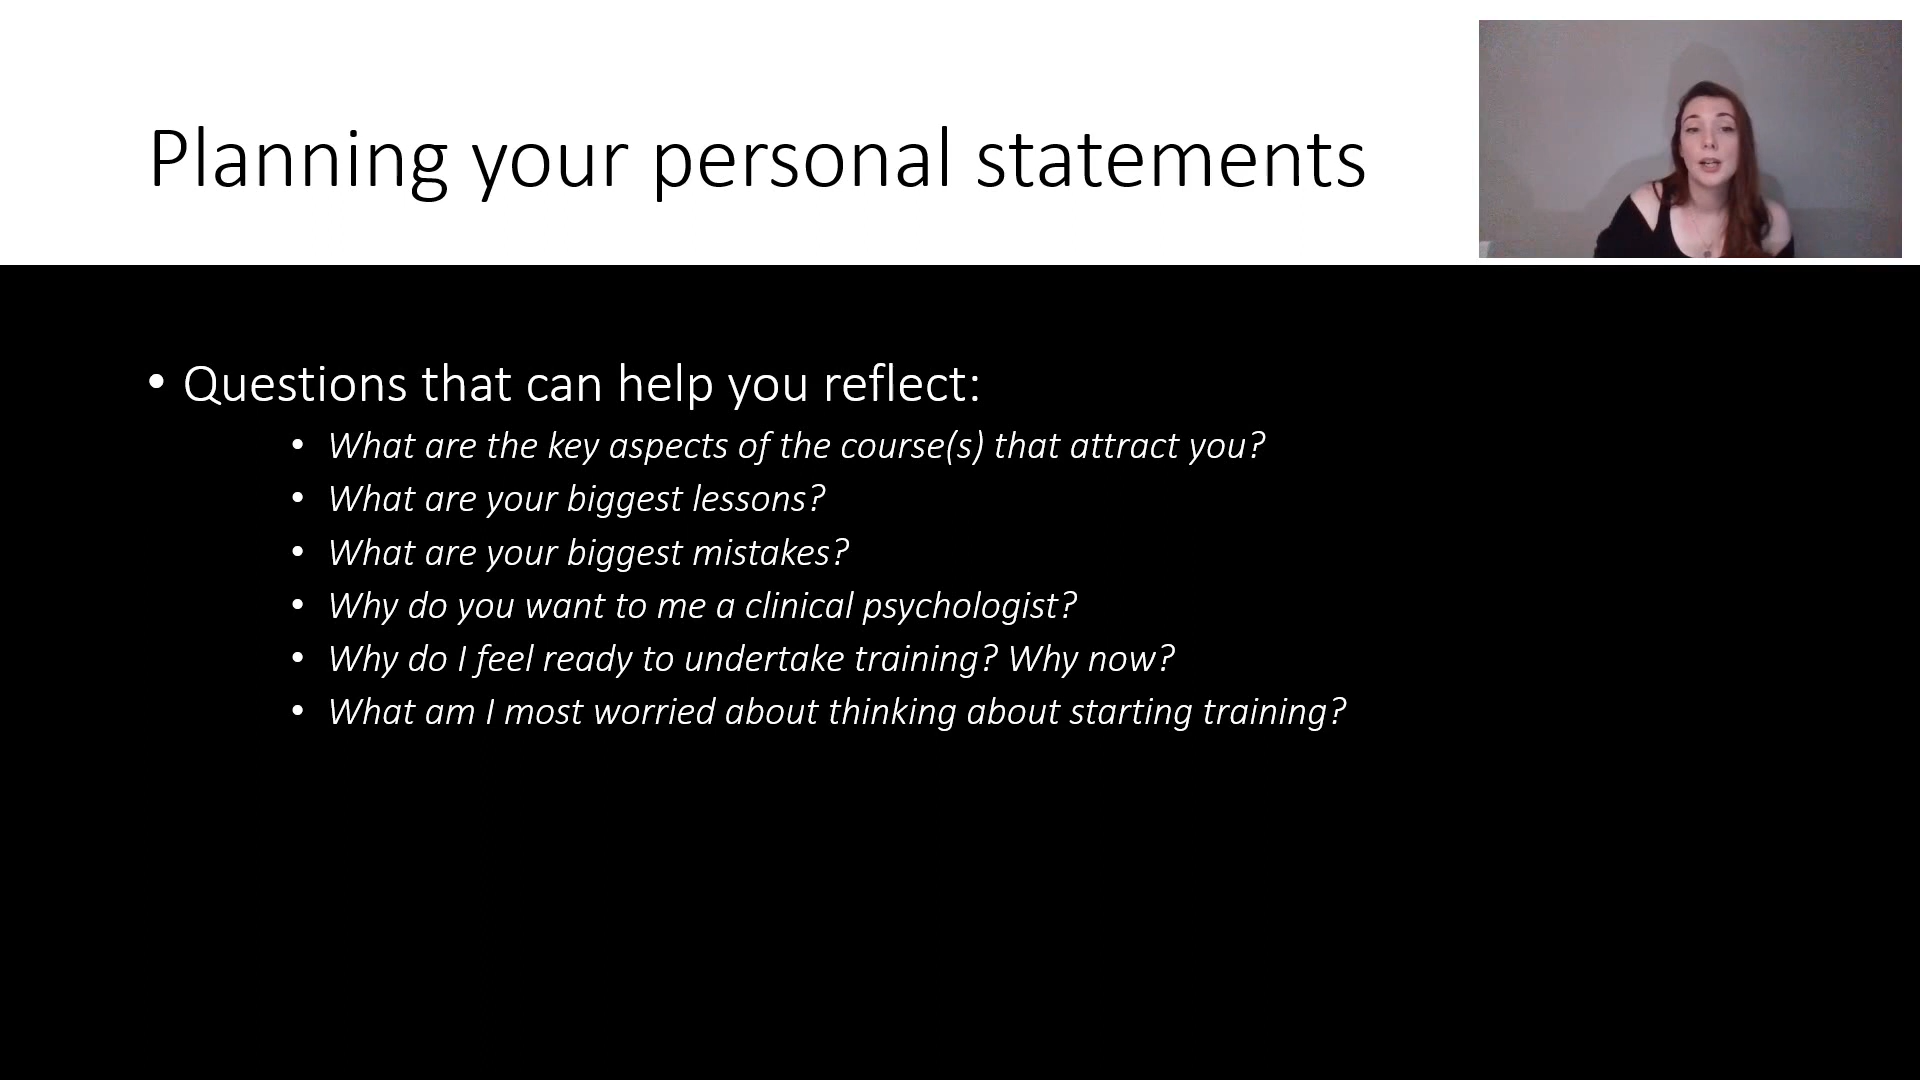 Planning your personal statements
• Questions that can help you reflect:
• What are the key aspects of the course(s) that attract you?
• What are your biggest lessons?
• What are your biggest mistakes?
• Why do you want to me a clinical psychologist?
• Why do I feel ready to undertake training? Why now?
• What am I most worried about thinking about starting training?